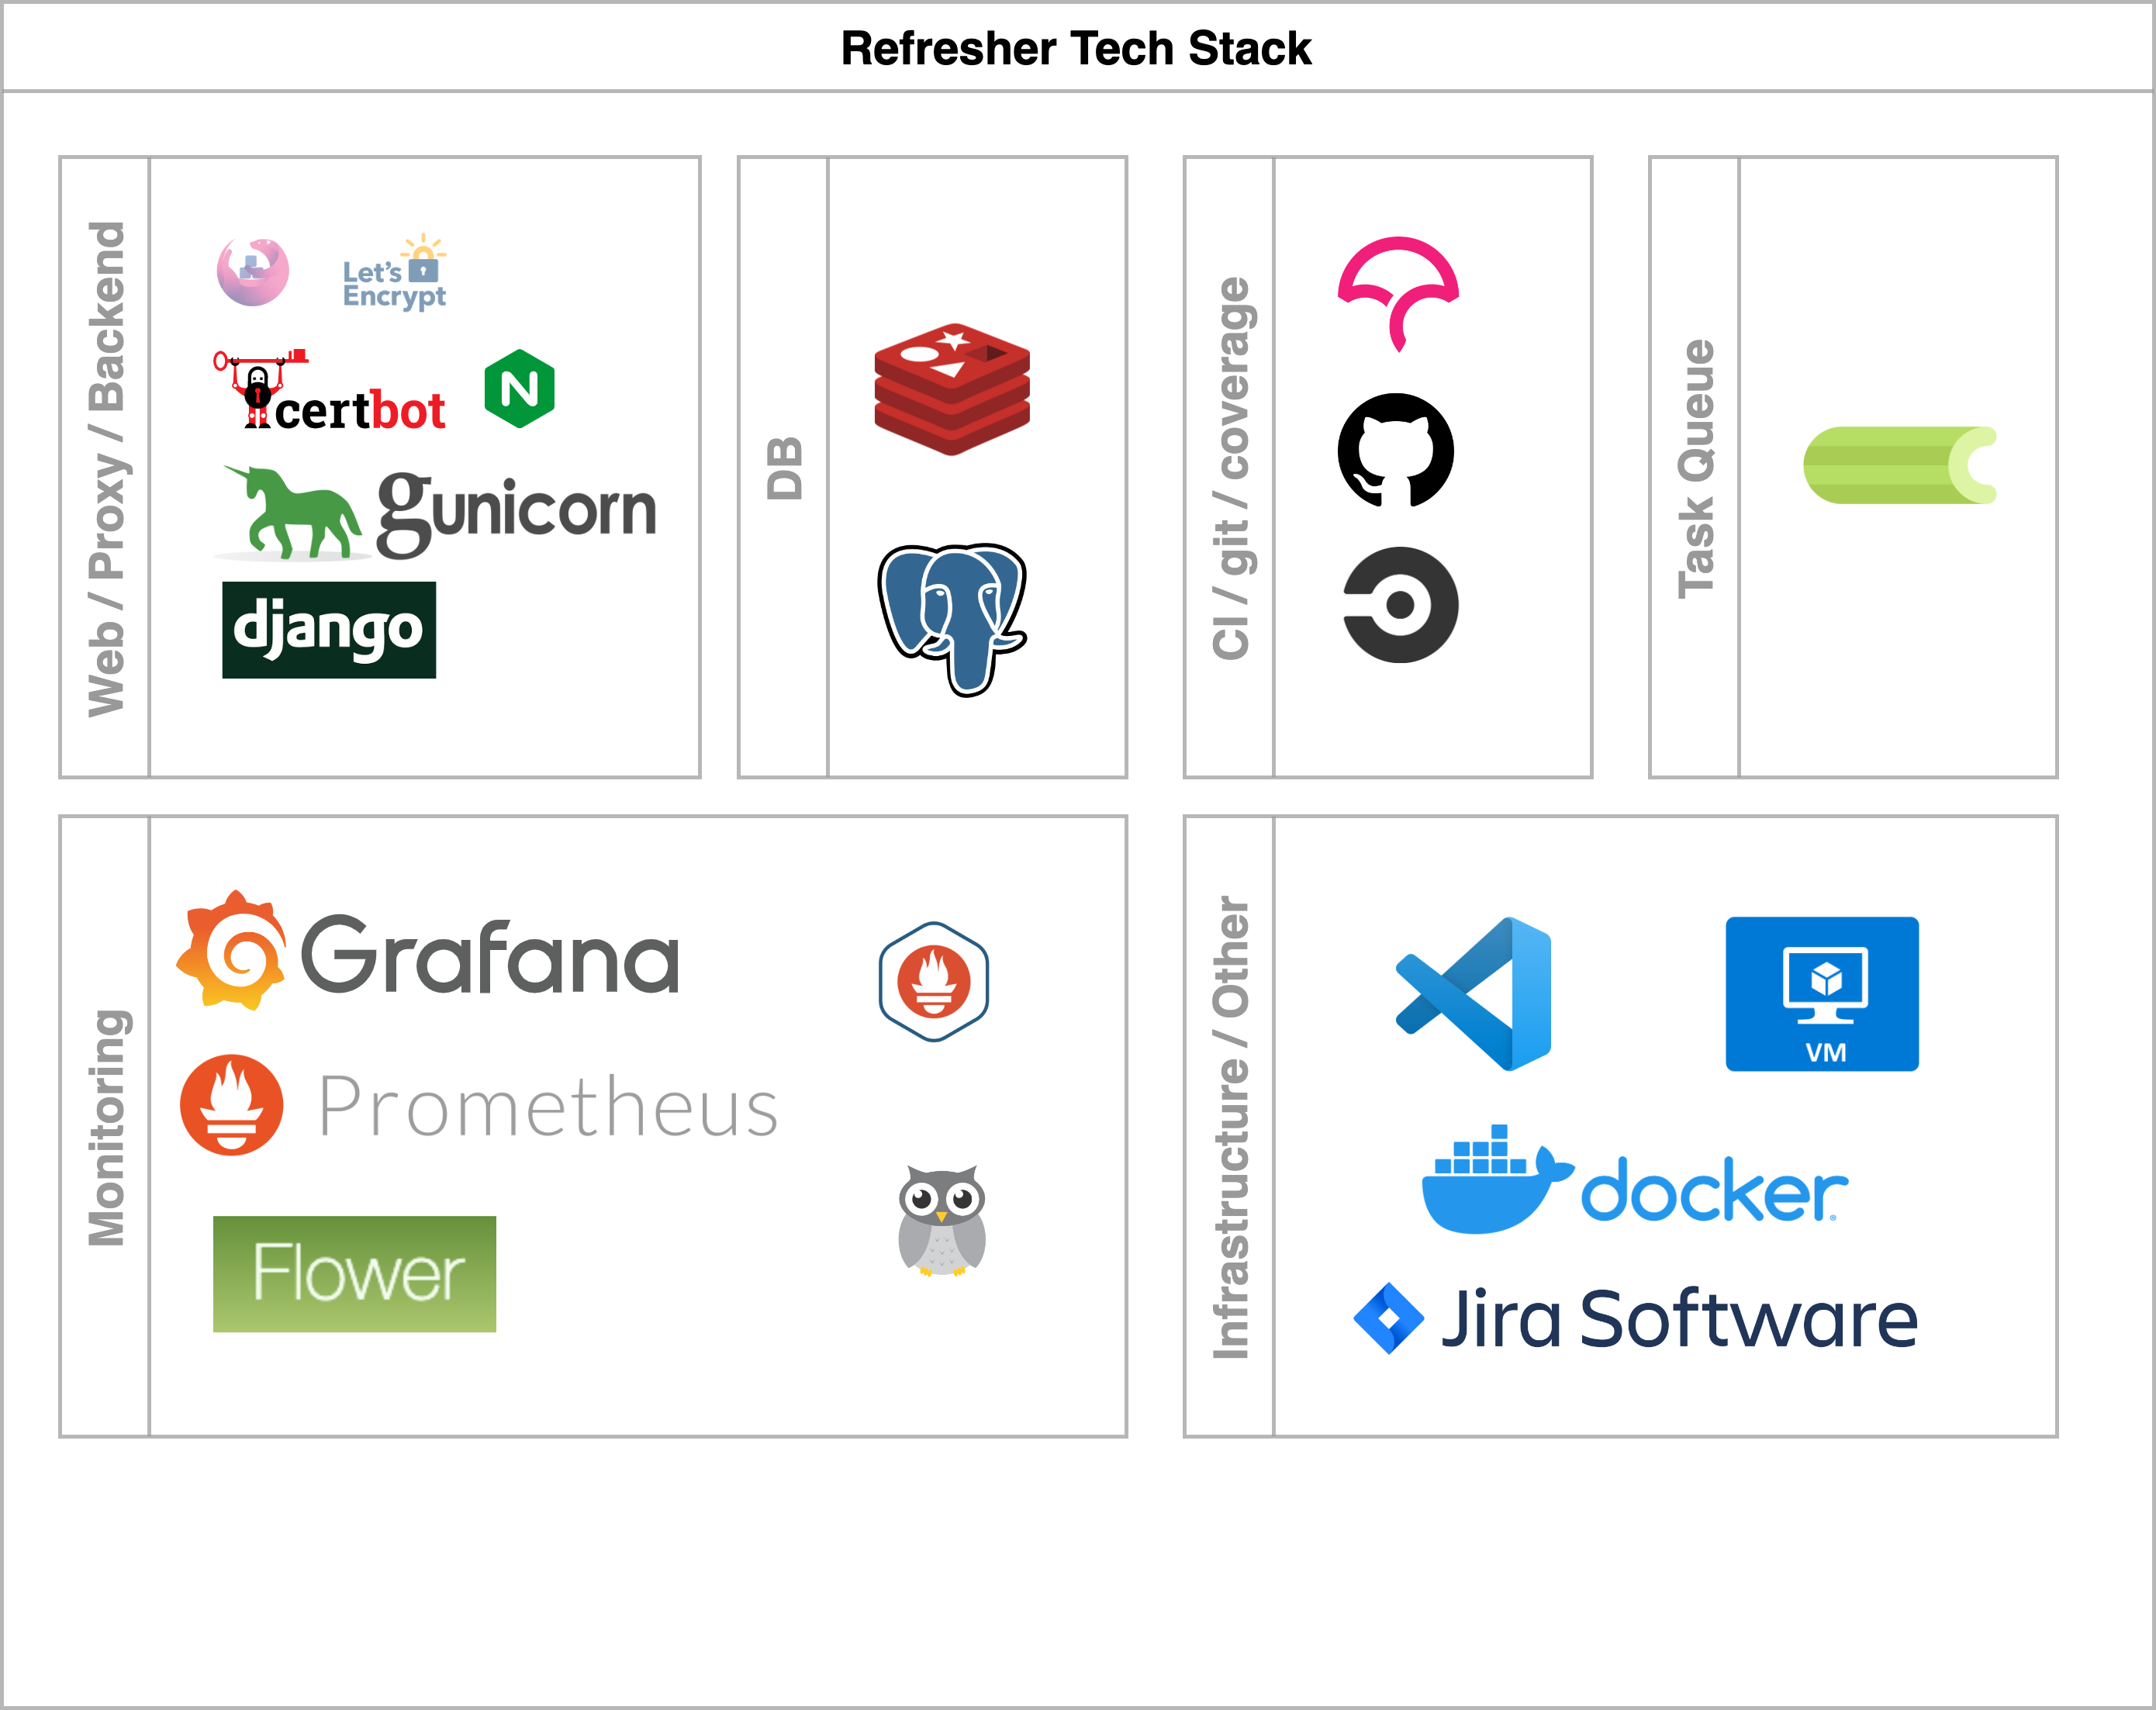 Refresher Tech Stack
Web / Proxy / Backend
Let's
Encrypt
certbot
N
gunicorn
django
DB
CI / git / coverage
Task Queue
Monitoring
Grafana
Prometheus
Flower
Infrastructure / Other
VM
docker
Jira Software